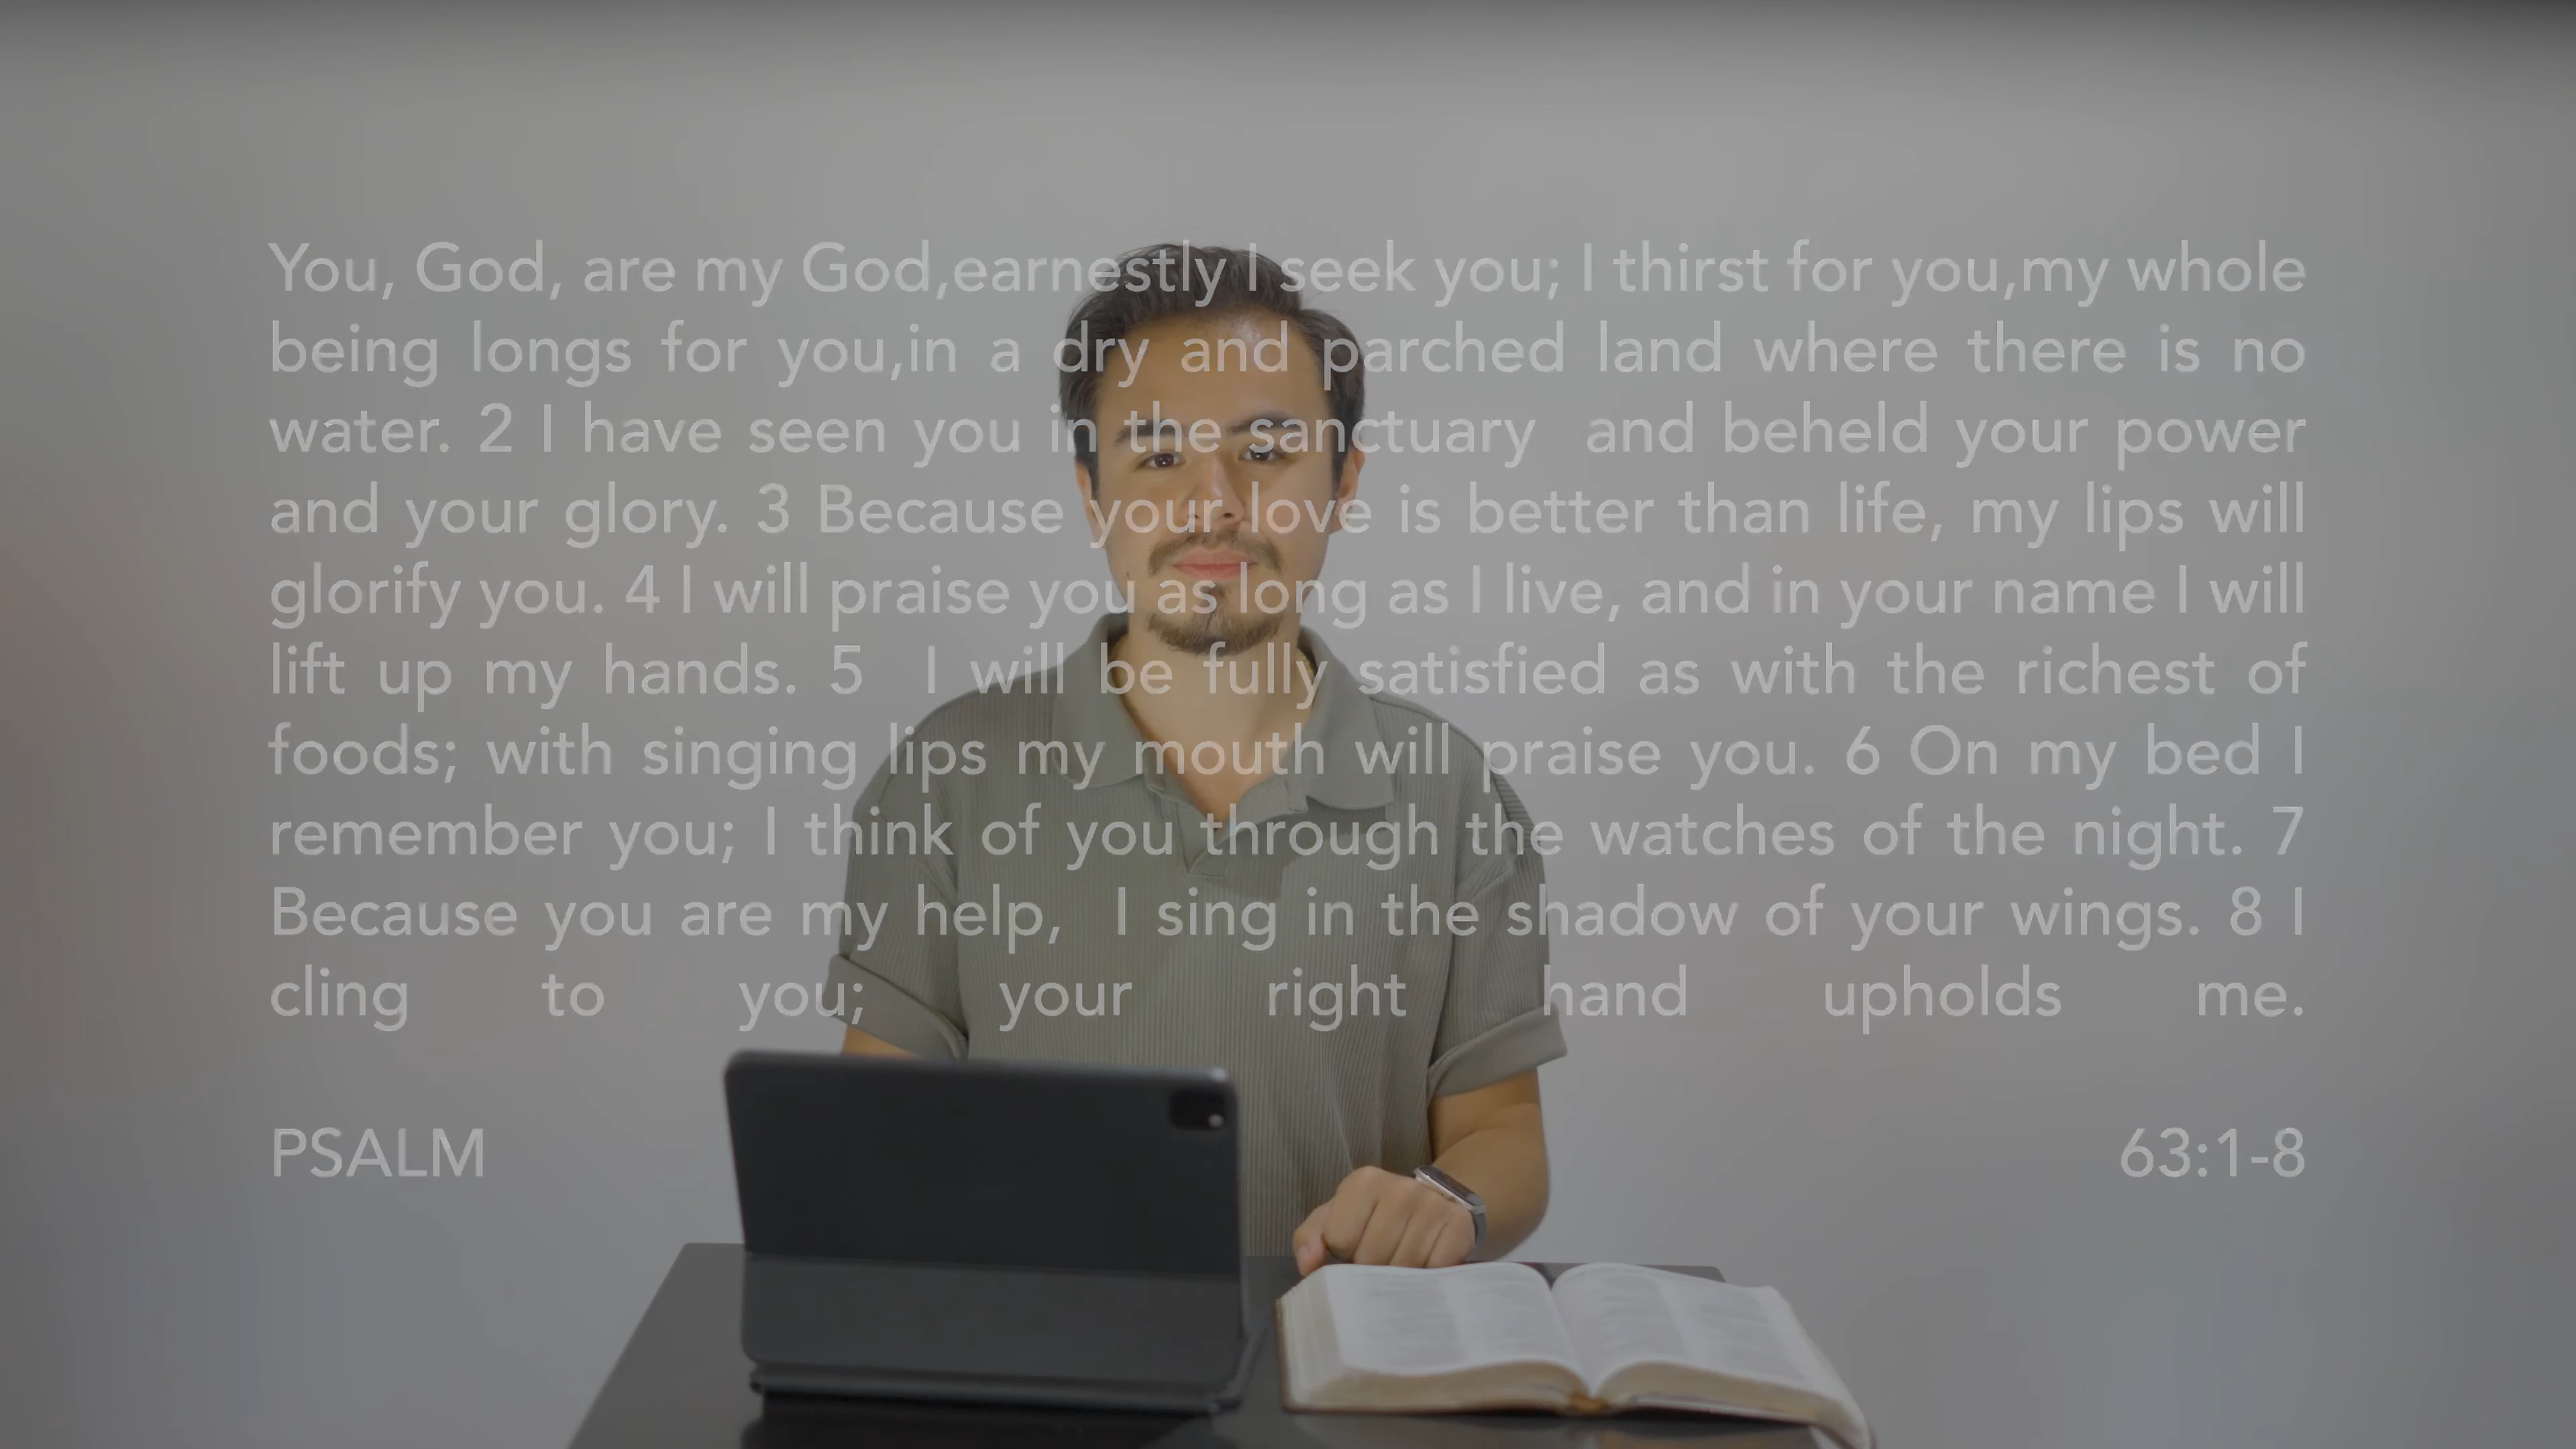 You, God, are my God,earnestly I seek you; I thirst for you,my whole
being longs for you,in a dry and parched land where there is no
water. 2 I have seen you in the sanctuary and beheld your power
and your glory. 3 Because your love is better than life, my lips will
glorify you. 4 I will praise you as long as I live, and in your name I will
lift up my hands. 5 I will be fully satisfied as with the richest of
foods; with singing lips my mouth will praise you. 6 On my bed I
remember you; I think of you through the watches of the night. 7
Because you are my help, I sing in the shadow of your wings. 8 I
cling to you; your right hand upholds me.
PSALM 63:1-8